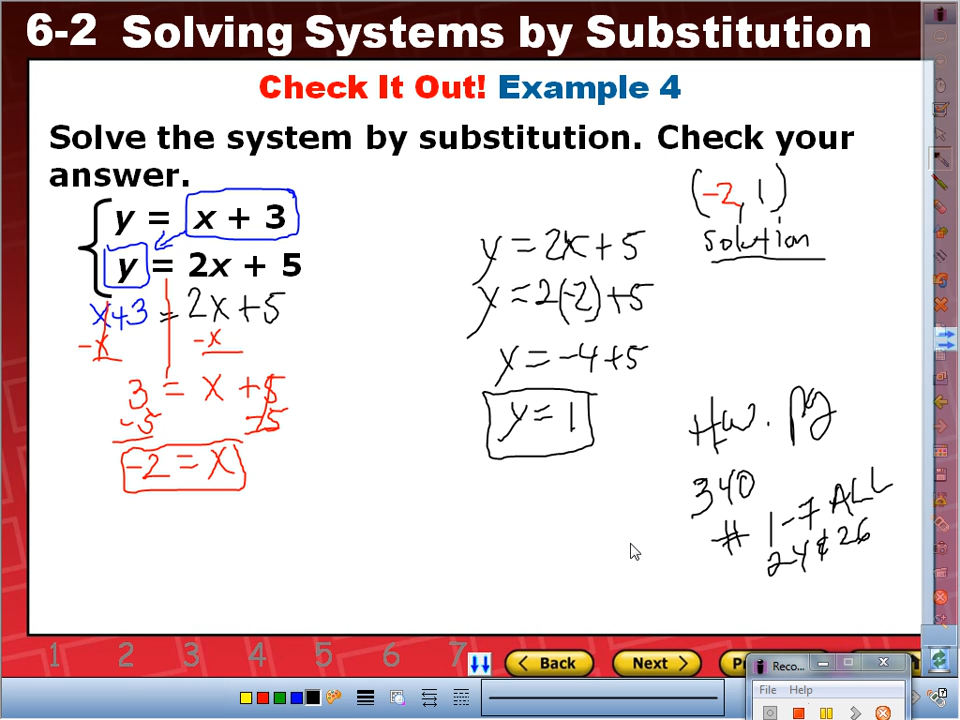 6-2 Solving Systems by Substitution
Check It Out! Example 4
Solve the system by substitution. Check your
answer.
y = x + 3
y = 2x + 5
x+3 = 2x+5
-x -x
3 = x + 5
-5 -5
-2 = x
y = 2x + 5
y = 2(-2) + 5
y = -4 + 5
y = 1
(-2, 1)
solution
Hw. pg
340
# 1-7 ALL
24 & 26
1 2 3 4 5 6 7
Back Next
Reco...
File Help